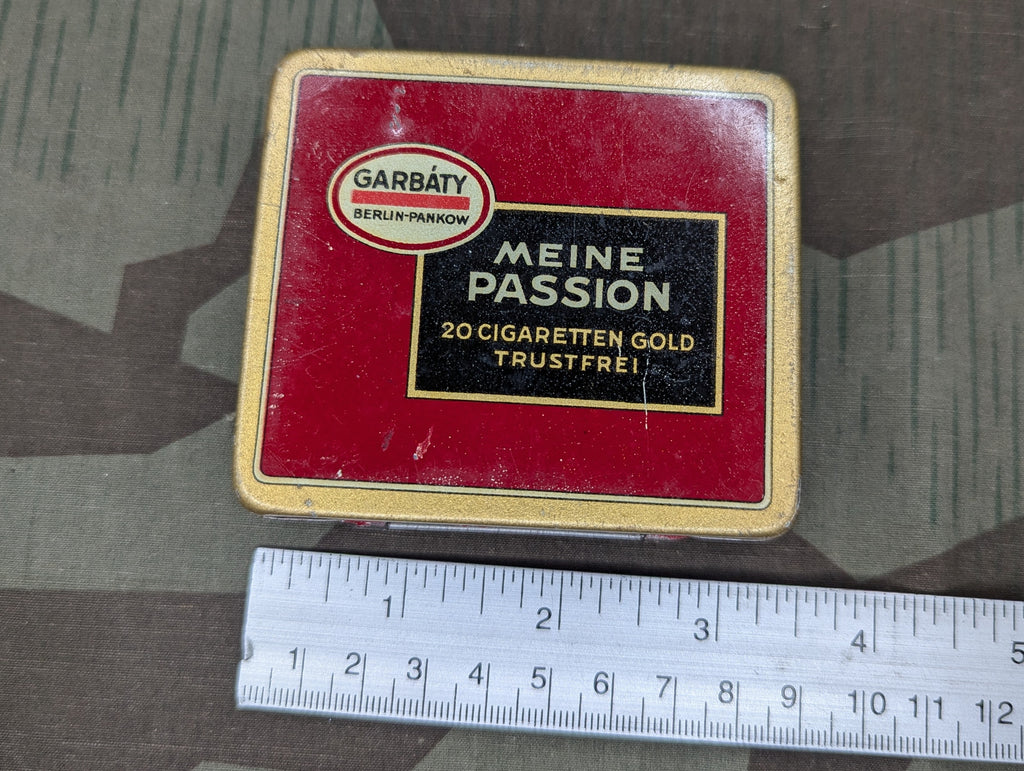 GARBÁTY
BERLIN-PANKOW
MEINE
PASSION
20 CIGARETTEN GOLD
TRUSTFREI
1 2 3 4 5
1 2 3 4 5 6 7 8 9 10 11 12